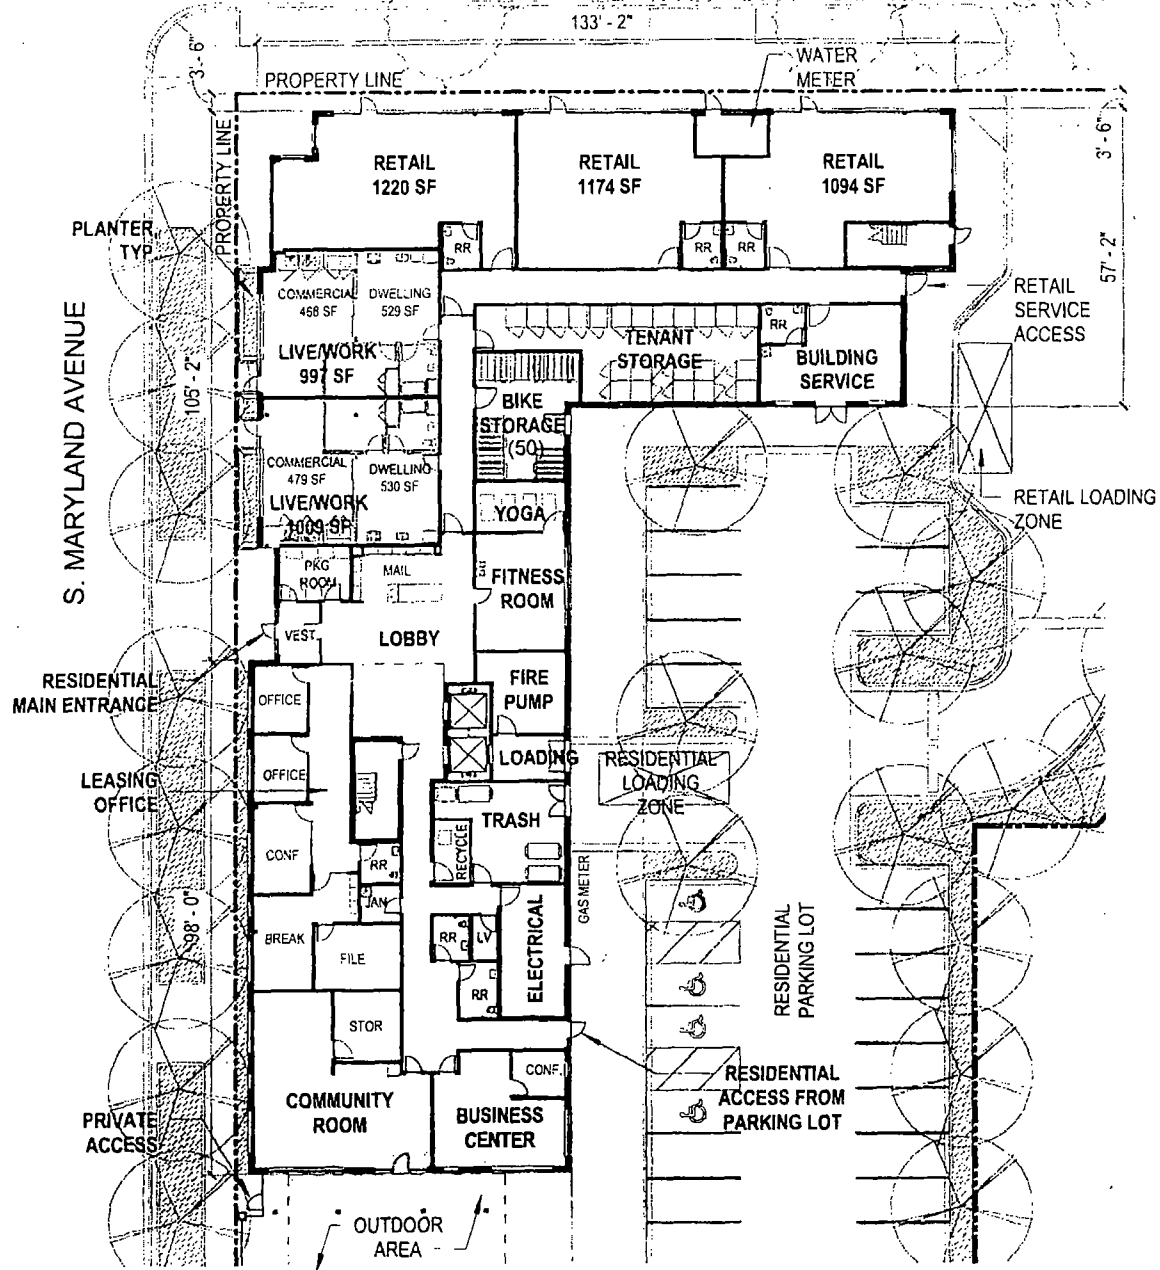 133' - 2"
3' - 6"
WATER
METER
PROPERTY LINE
PROPERTY LINE
3' - 6"
RETAIL
1220 SF
RETAIL
1174 SF
RETAIL
1094 SF
PLANTER,
TYP.
RR
RR
RR
57' - 2"
S. MARYLAND AVENUE
105' - 2"
COMMERCIAL
468 SF
DWELLING
529 SF
LIVE/WORK
997 SF
TENANT
STORAGE
RR
BUILDING
SERVICE
RETAIL
SERVICE
ACCESS
BIKE
STORAGE
(50)
COMMERCIAL
479 SF
DWELLING
530 SF
LIVE/WORK
1009 SF
YOGA
RETAIL LOADING
ZONE
PKG
ROOM
MAIL
FITNESS
ROOM
VEST.
LOBBY
RESIDENTIAL
MAIN ENTRANCE
OFFICE
FIRE
PUMP
LOADING
RESIDENTIAL
LOADING
ZONE
LEASING
OFFICE
OFFICE
TRASH
RECYCLE
CONF
RR
JAN
GAS METER
98' - 0"
BREAK
FILE
RR
LV
ELECTRICAL
RR
RESIDENTIAL
PARKING LOT
STOR
CONF.
RESIDENTIAL
ACCESS FROM
PARKING LOT
COMMUNITY
ROOM
BUSINESS
CENTER
PRIVATE
ACCESS
OUTDOOR
AREA